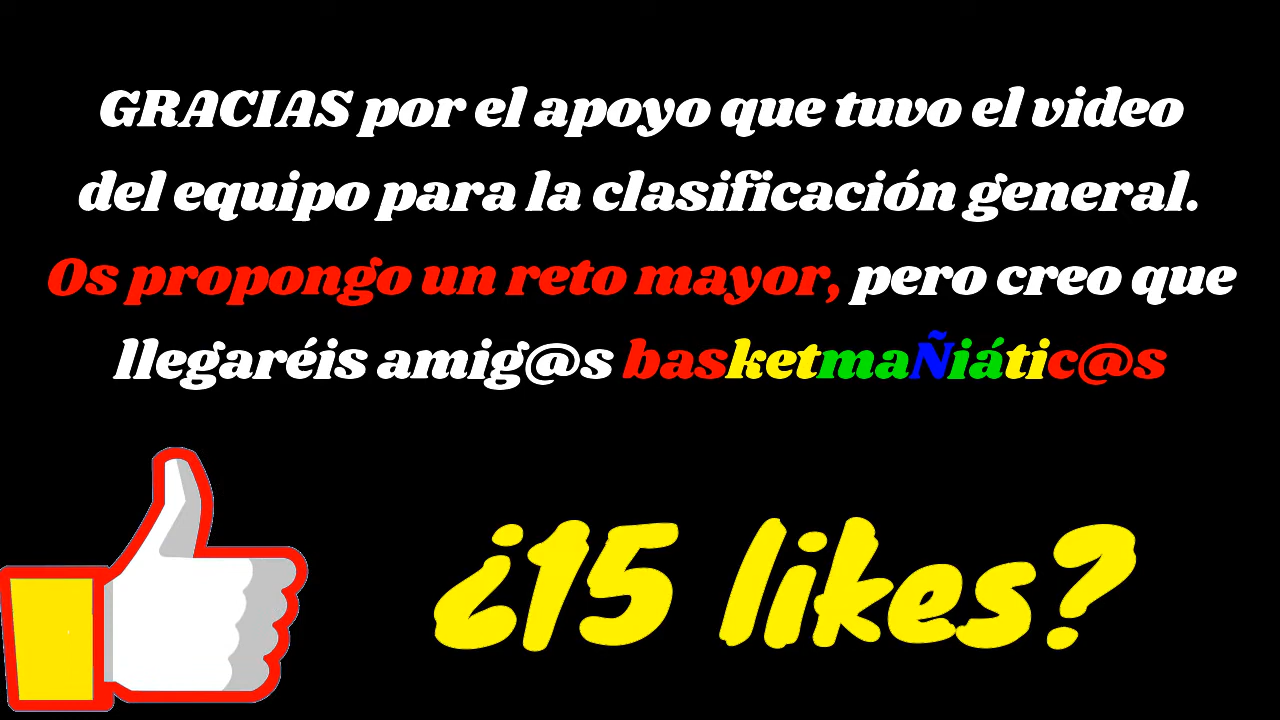 GRACIAS por el apoyo que tuvo el video
del equipo para la clasificación general.
Os propongo un reto mayor, pero creo que
llegaréis amig@s basketmaÑiátic@s
¿15 likes?